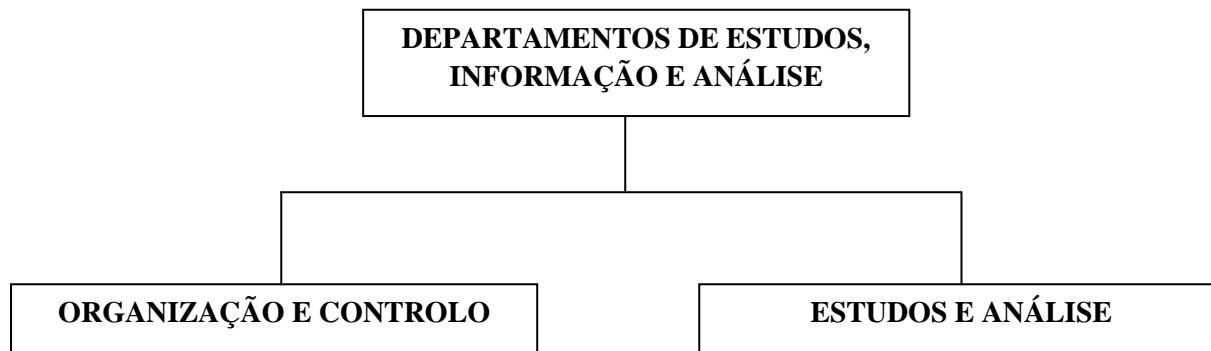 DEPARTAMENTOS DE ESTUDOS,
INFORMAÇÃO E ANÁLISE
ORGANIZAÇÃO E CONTROLO
ESTUDOS E ANÁLISE